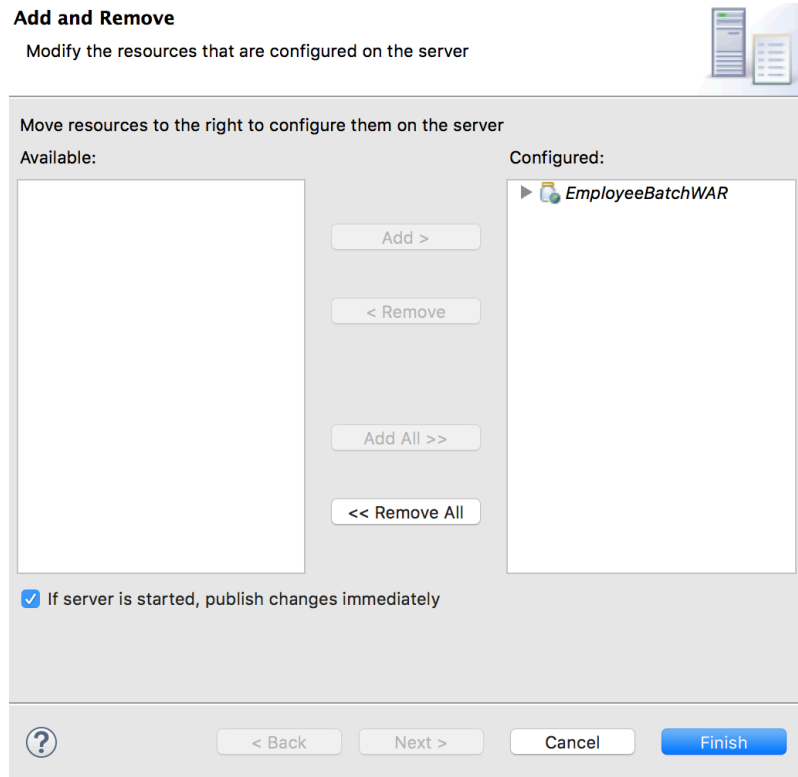 Add and Remove
Modify the resources that are configured on the server
Move resources to the right to configure them on the server
Available:
Configured:
EmployeeBatchWAR
Add >
< Remove
Add All >>
<< Remove All
If server is started, publish changes immediately
?
< Back
Next >
Cancel
Finish